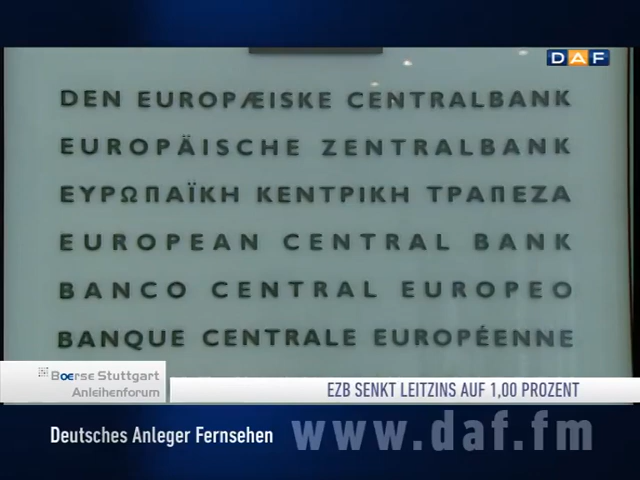 DAF
DEN EUROPÆISKE CENTRALBANK
EUROPÄISCHE ZENTRALBANK
ΕΥΡΩΠΑΪΚΗ ΚΕΝΤΡΙΚΗ ΤΡΑΠΕΖΑ
EUROPEAN CENTRAL BANK
BANCO CENTRAL EUROPEO
BANQUE CENTRALE EUROPÉENNE
Boerse Stuttgart
Anleihenforum
EZB SENKT LEITZINS AUF 1,00 PROZENT
Deutsches Anleger Fernsehen www.daf.fm